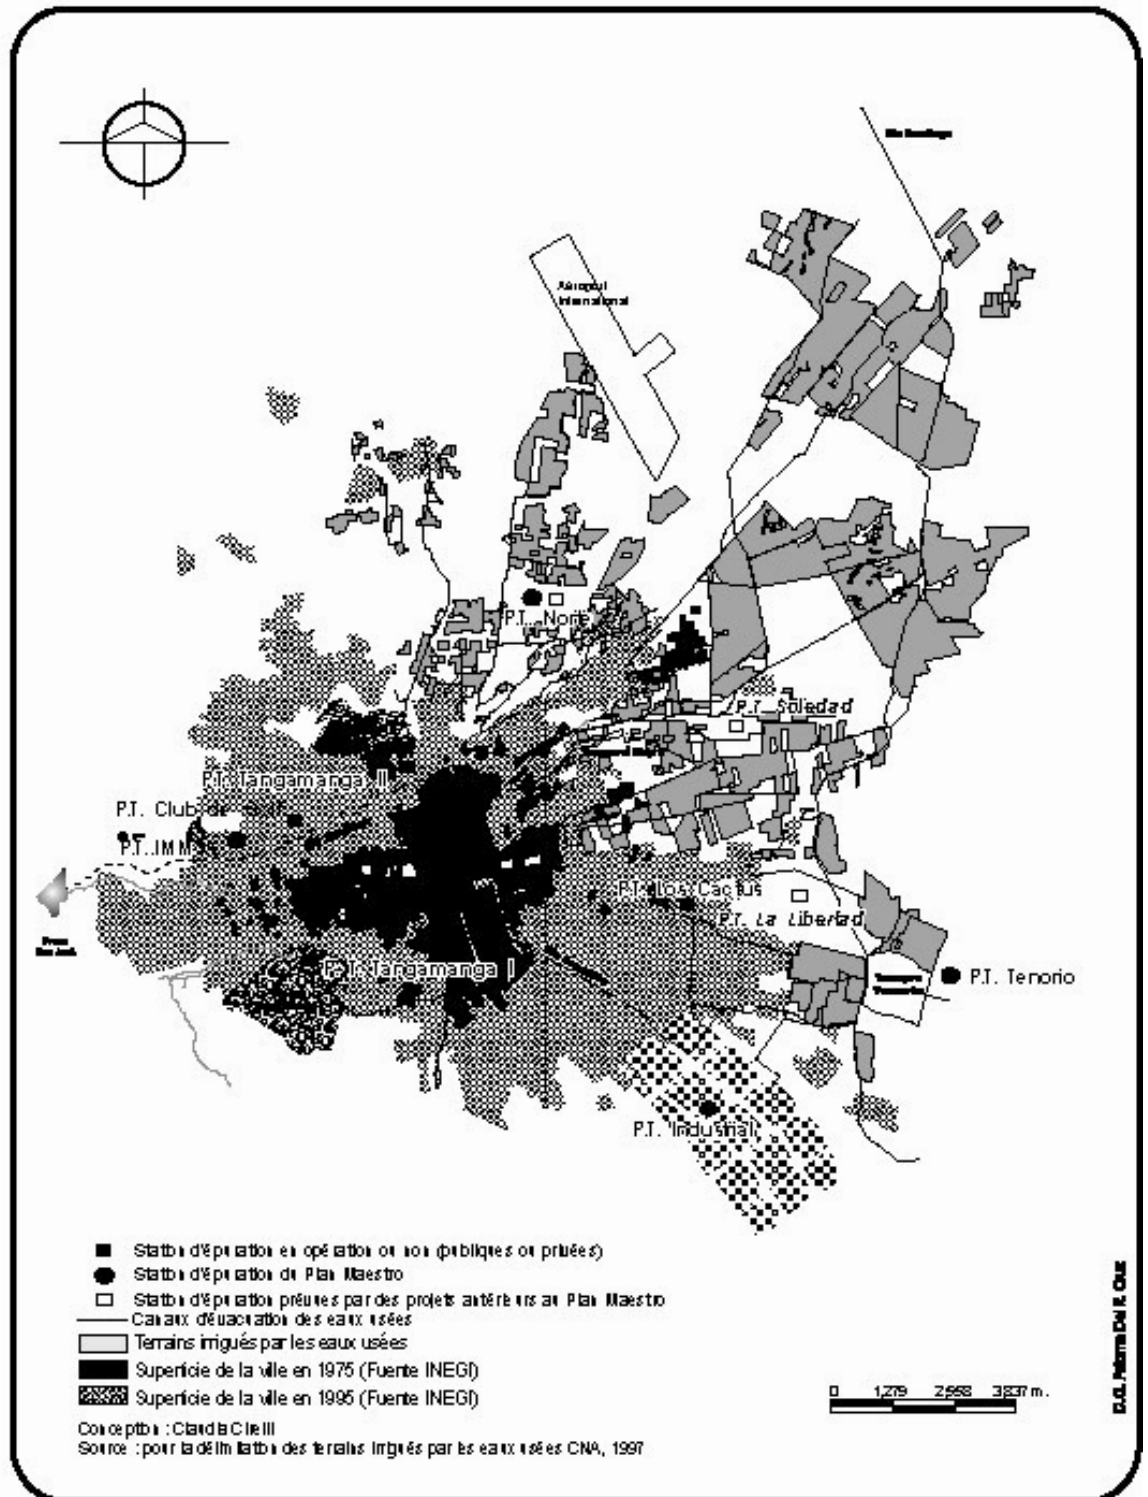 Aéroport
International
P.T. Norte
P.T. Soledad
P.T. Tangamanga II
P.T. Club de Golf
P.T. IMMSA
P.T. Los Cactus
P.T. La Libertad
P.T. Tangamanga I
Tanque
Tenorio
P.T. Tenorio
P.T. Industrial
Station d'épuration en opération ou non (publiques ou privées)
Station d'épuration du Plan Maestro
Station d'épuration prévues par des projets antérieurs au Plan Maestro
Canaux d'évacuation des eaux usées
Terrains irrigués par les eaux usées
Superficie de la ville en 1975 (Fuente INEGI)
Superficie de la ville en 1995 (Fuente INEGI)
0 1,279 2,558 3,837 m.
Conception : Claudia Cirelli
Source : pour la délimitation des terrains irrigués par les eaux usées CNA, 1997